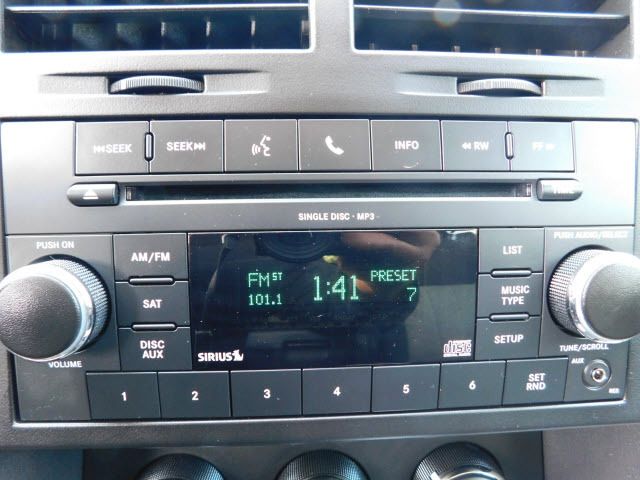 SEEK
SEEK
INFO
RW
FF
TIME
SINGLE DISC · MP3
PUSH ON
PUSH AUDIO/SELECT
AM/FM
LIST
SAT
MUSIC
TYPE
DISC
AUX
SETUP
FM ST
101.1
1:41
PRESET
7
SIRIUS
disc
VOLUME
TUNE/SCROLL
AUX
1
2
3
4
5
6
SET
RND